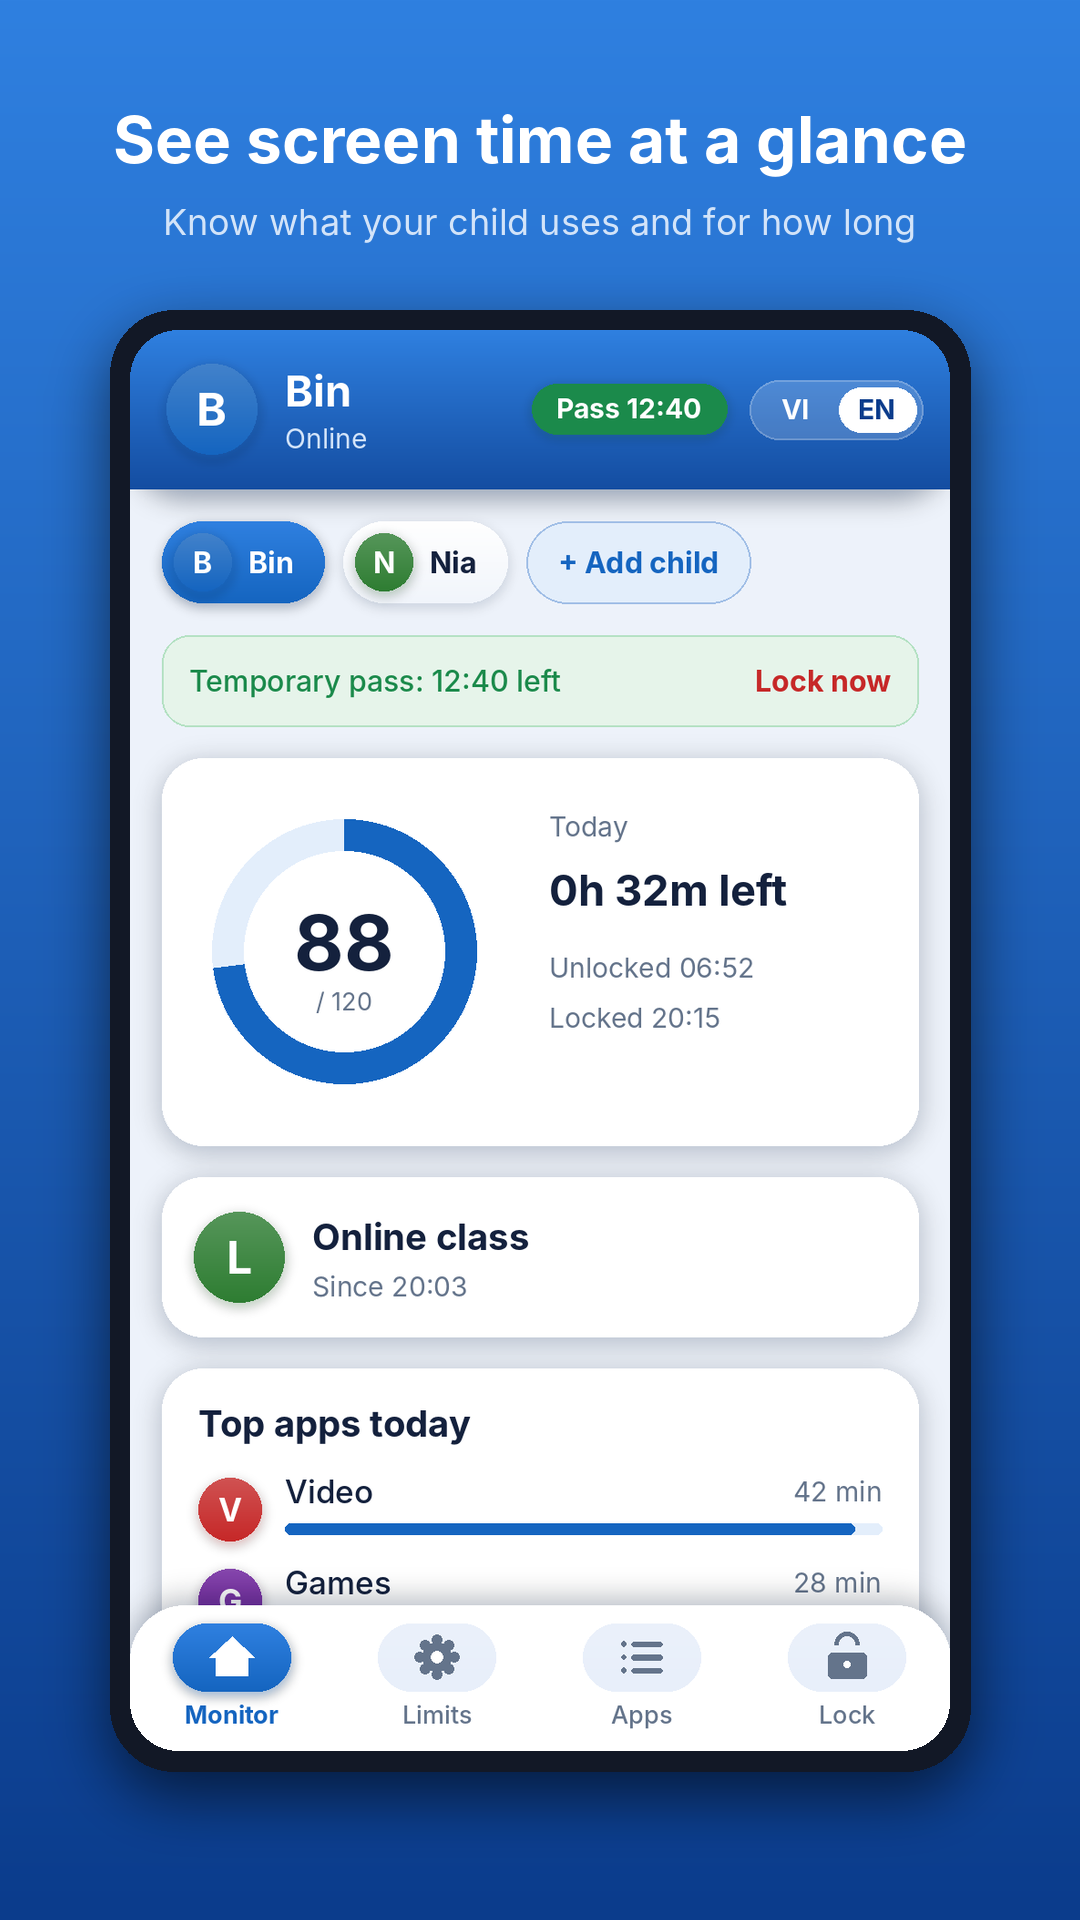 See screen time at a glance
Know what your child uses and for how long
B
Bin
Online
Pass 12:40
VI
EN
B
Bin
N
Nia
+ Add child
Temporary pass: 12:40 left
Lock now
88
/ 120
Today
0h 32m left
Unlocked 06:52
Locked 20:15
L
Online class
Since 20:03
Top apps today
V
Video
42 min
G
Games
28 min
Monitor
Limits
Apps
Lock